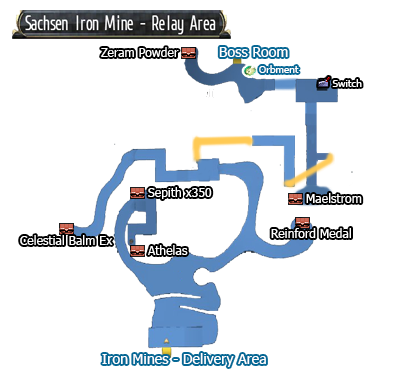 Sachsen Iron Mine - Relay Area
Zeram Powder
Boss Room
Orbment
Switch
Sepith x350
Maelstrom
Celestial Balm Ex
Reinford Medal
Athelas
Iron Mines - Delivery Area